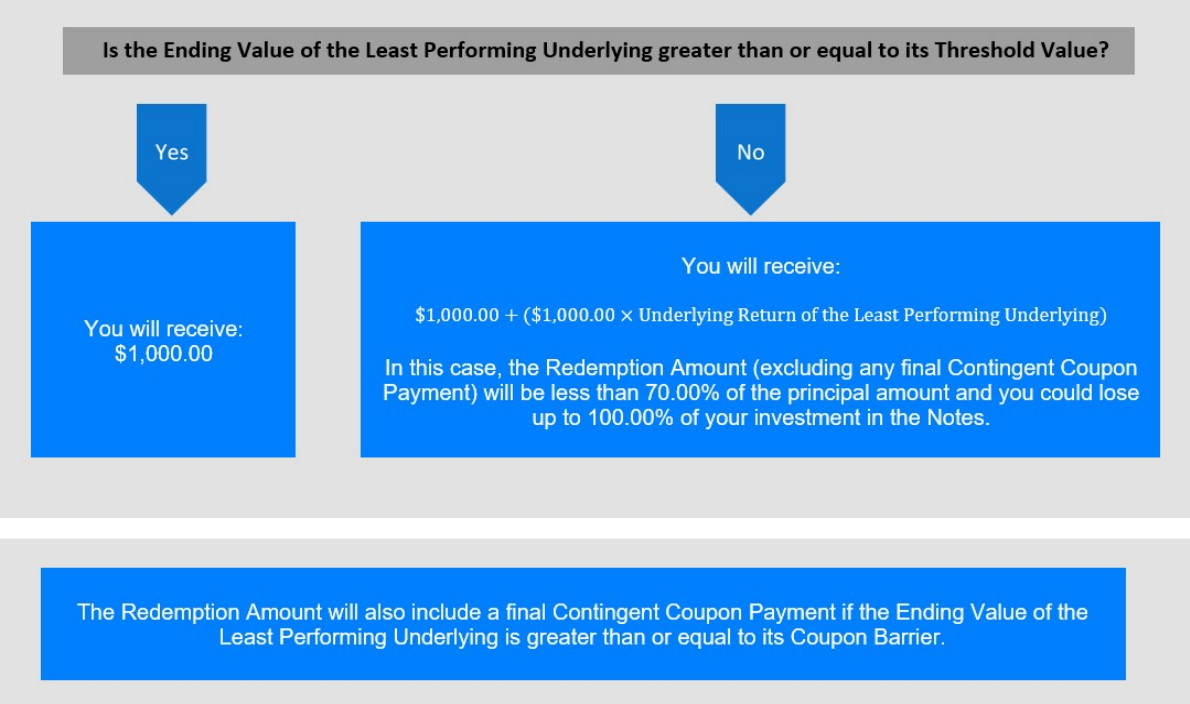 Is the Ending Value of the Least Performing Underlying greater than or equal to its Threshold Value?
Yes
No
You will receive:
$1,000.00
You will receive:
$1,000.00 + ($1,000.00 × Underlying Return of the Least Performing Underlying)
In this case, the Redemption Amount (excluding any final Contingent Coupon
Payment) will be less than 70.00% of the principal amount and you could lose
up to 100.00% of your investment in the Notes.
The Redemption Amount will also include a final Contingent Coupon Payment if the Ending Value of the
Least Performing Underlying is greater than or equal to its Coupon Barrier.